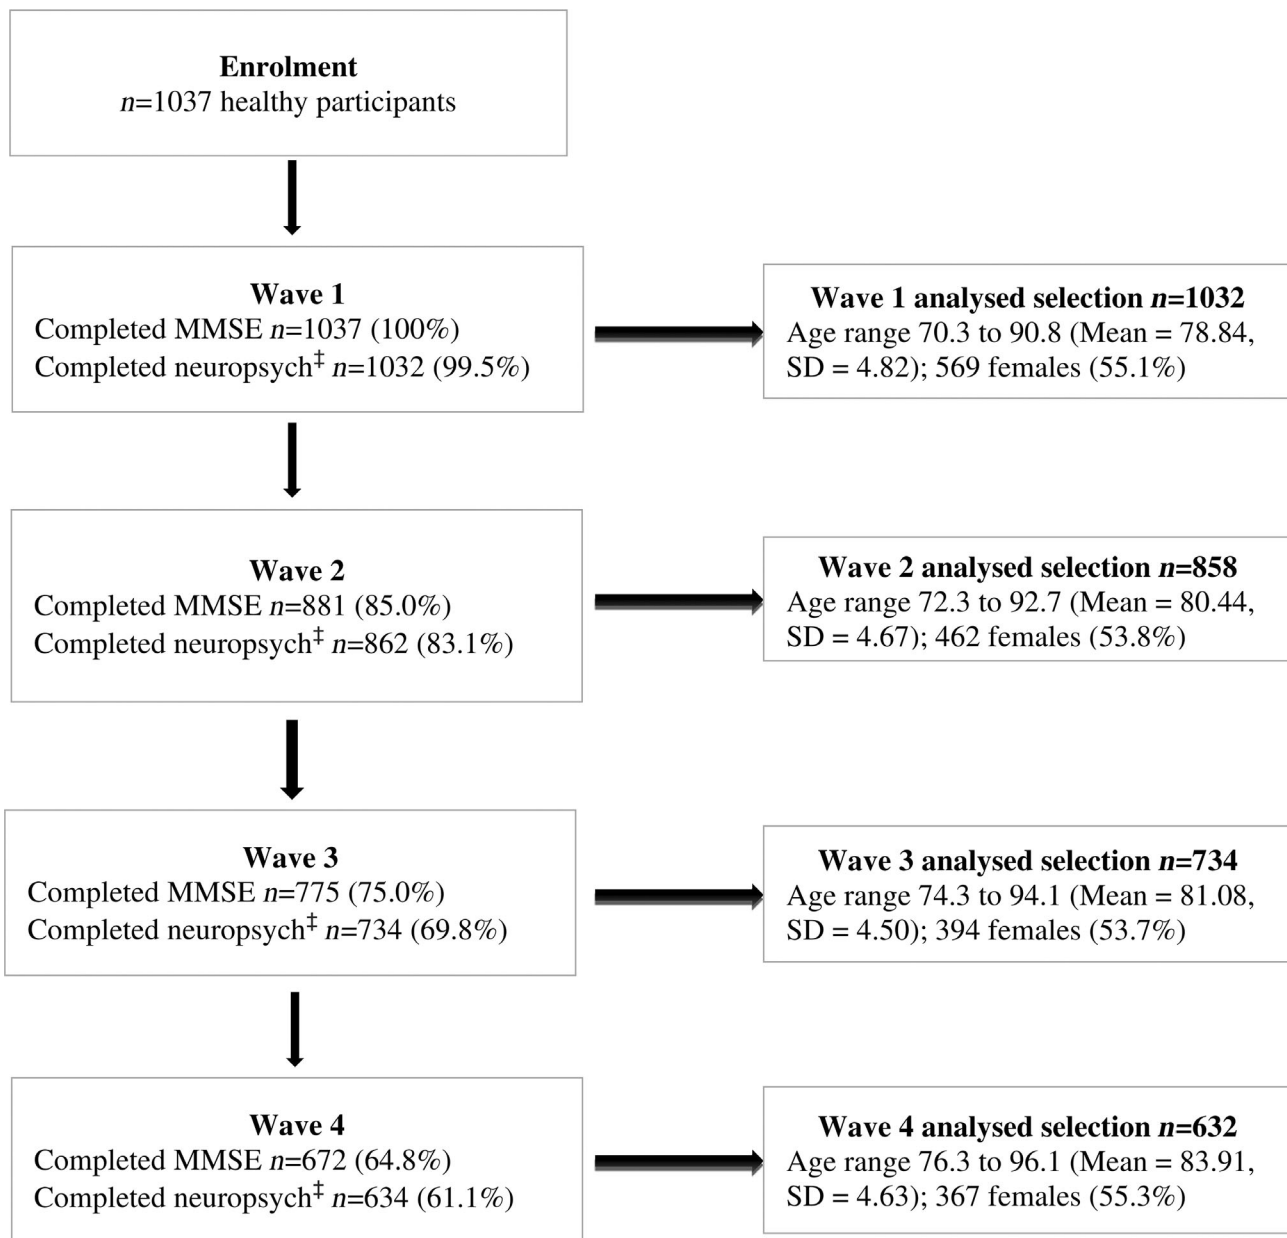 Enrolment
n=1037 healthy participants
Wave 1
Completed MMSE n=1037 (100%)
Completed neuropsych‡ n=1032 (99.5%)
Wave 1 analysed selection n=1032
Age range 70.3 to 90.8 (Mean = 78.84,
SD = 4.82); 569 females (55.1%)
Wave 2
Completed MMSE n=881 (85.0%)
Completed neuropsych‡ n=862 (83.1%)
Wave 2 analysed selection n=858
Age range 72.3 to 92.7 (Mean = 80.44,
SD = 4.67); 462 females (53.8%)
Wave 3
Completed MMSE n=775 (75.0%)
Completed neuropsych‡ n=734 (69.8%)
Wave 3 analysed selection n=734
Age range 74.3 to 94.1 (Mean = 81.08,
SD = 4.50); 394 females (53.7%)
Wave 4
Completed MMSE n=672 (64.8%)
Completed neuropsych‡ n=634 (61.1%)
Wave 4 analysed selection n=632
Age range 76.3 to 96.1 (Mean = 83.91,
SD = 4.63); 367 females (55.3%)